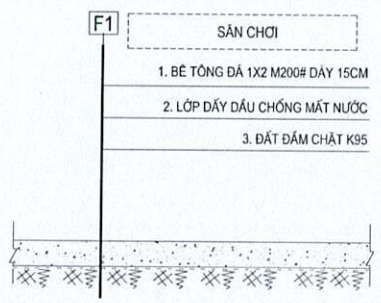 F1
SÂN CHƠI
1. BÊ TÔNG ĐÁ 1X2 M200# DÀY 15CM
2. LỚP DẤY DẦU CHỐNG MẤT NƯỚC
3. ĐẤT ĐẦM CHẶT K95